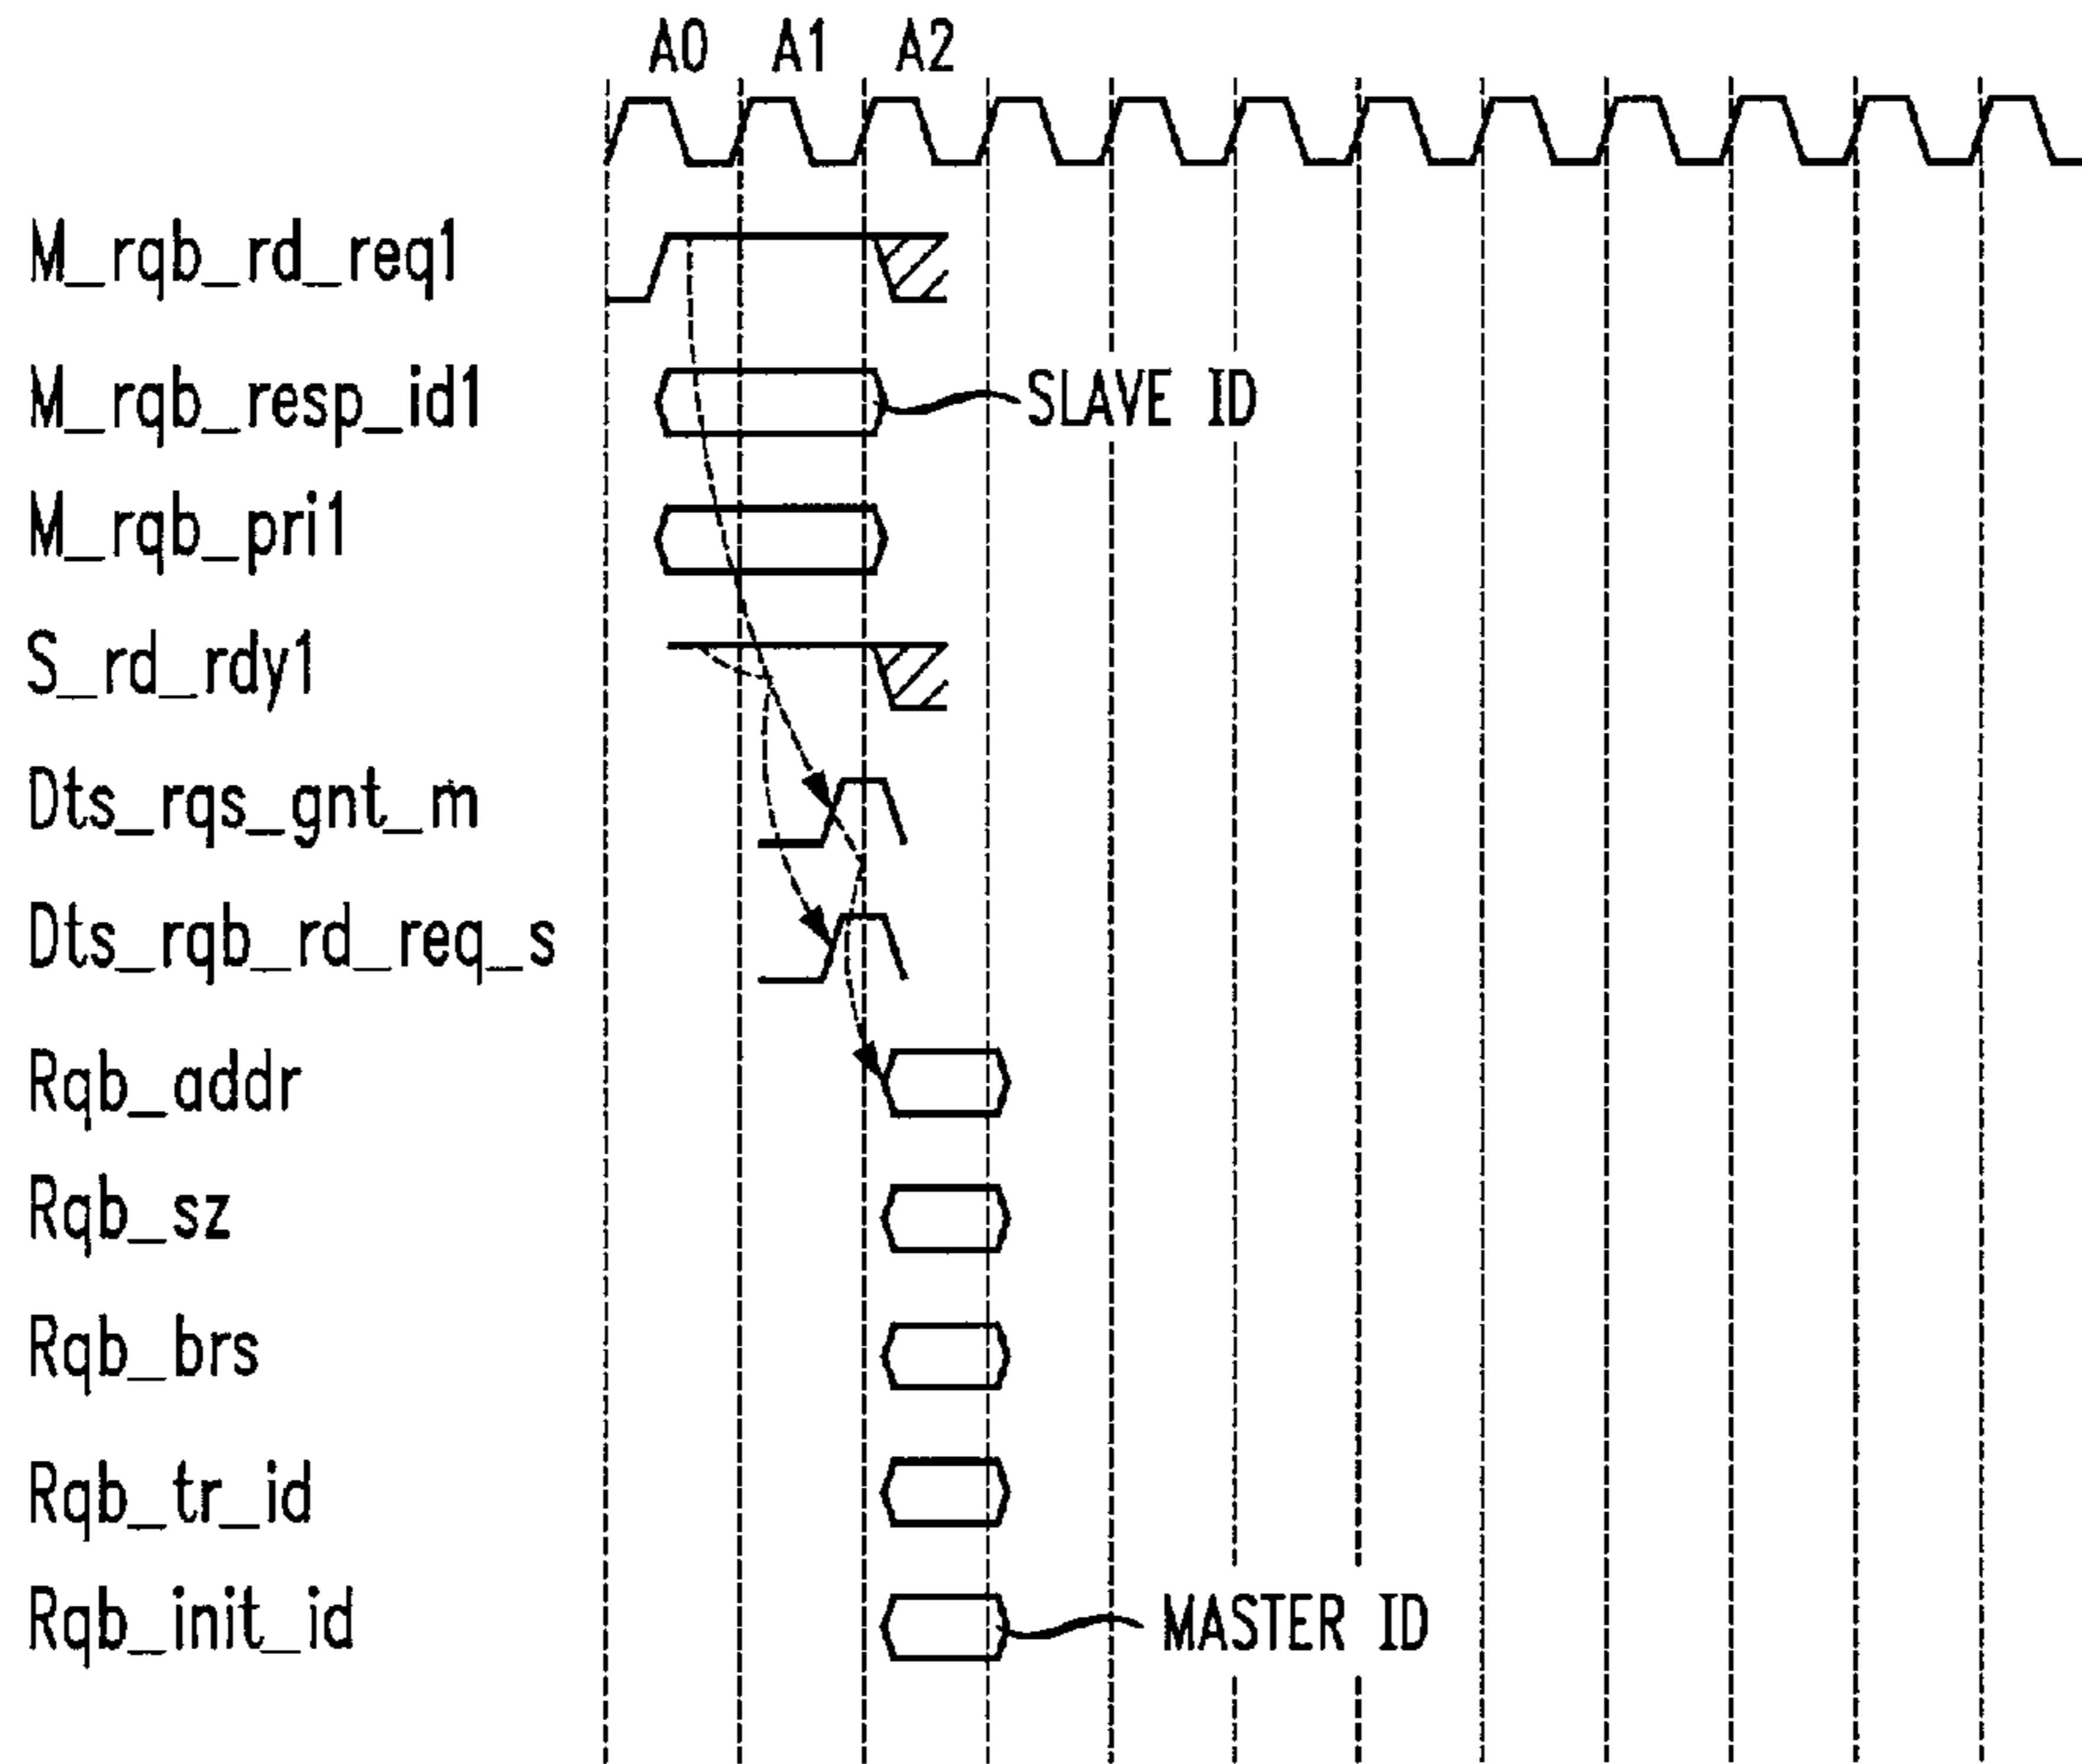 A0 A1 A2
M_rqb_rd_req1
M_rqb_resp_id1 SLAVE ID
M_rqb_pri1
S_rd_rdy1
Dts_rqs_gnt_m
Dts_rqb_rd_req_s
Rqb_addr
Rqb_sz
Rqb_brs
Rqb_tr_id
Rqb_init_id MASTER ID